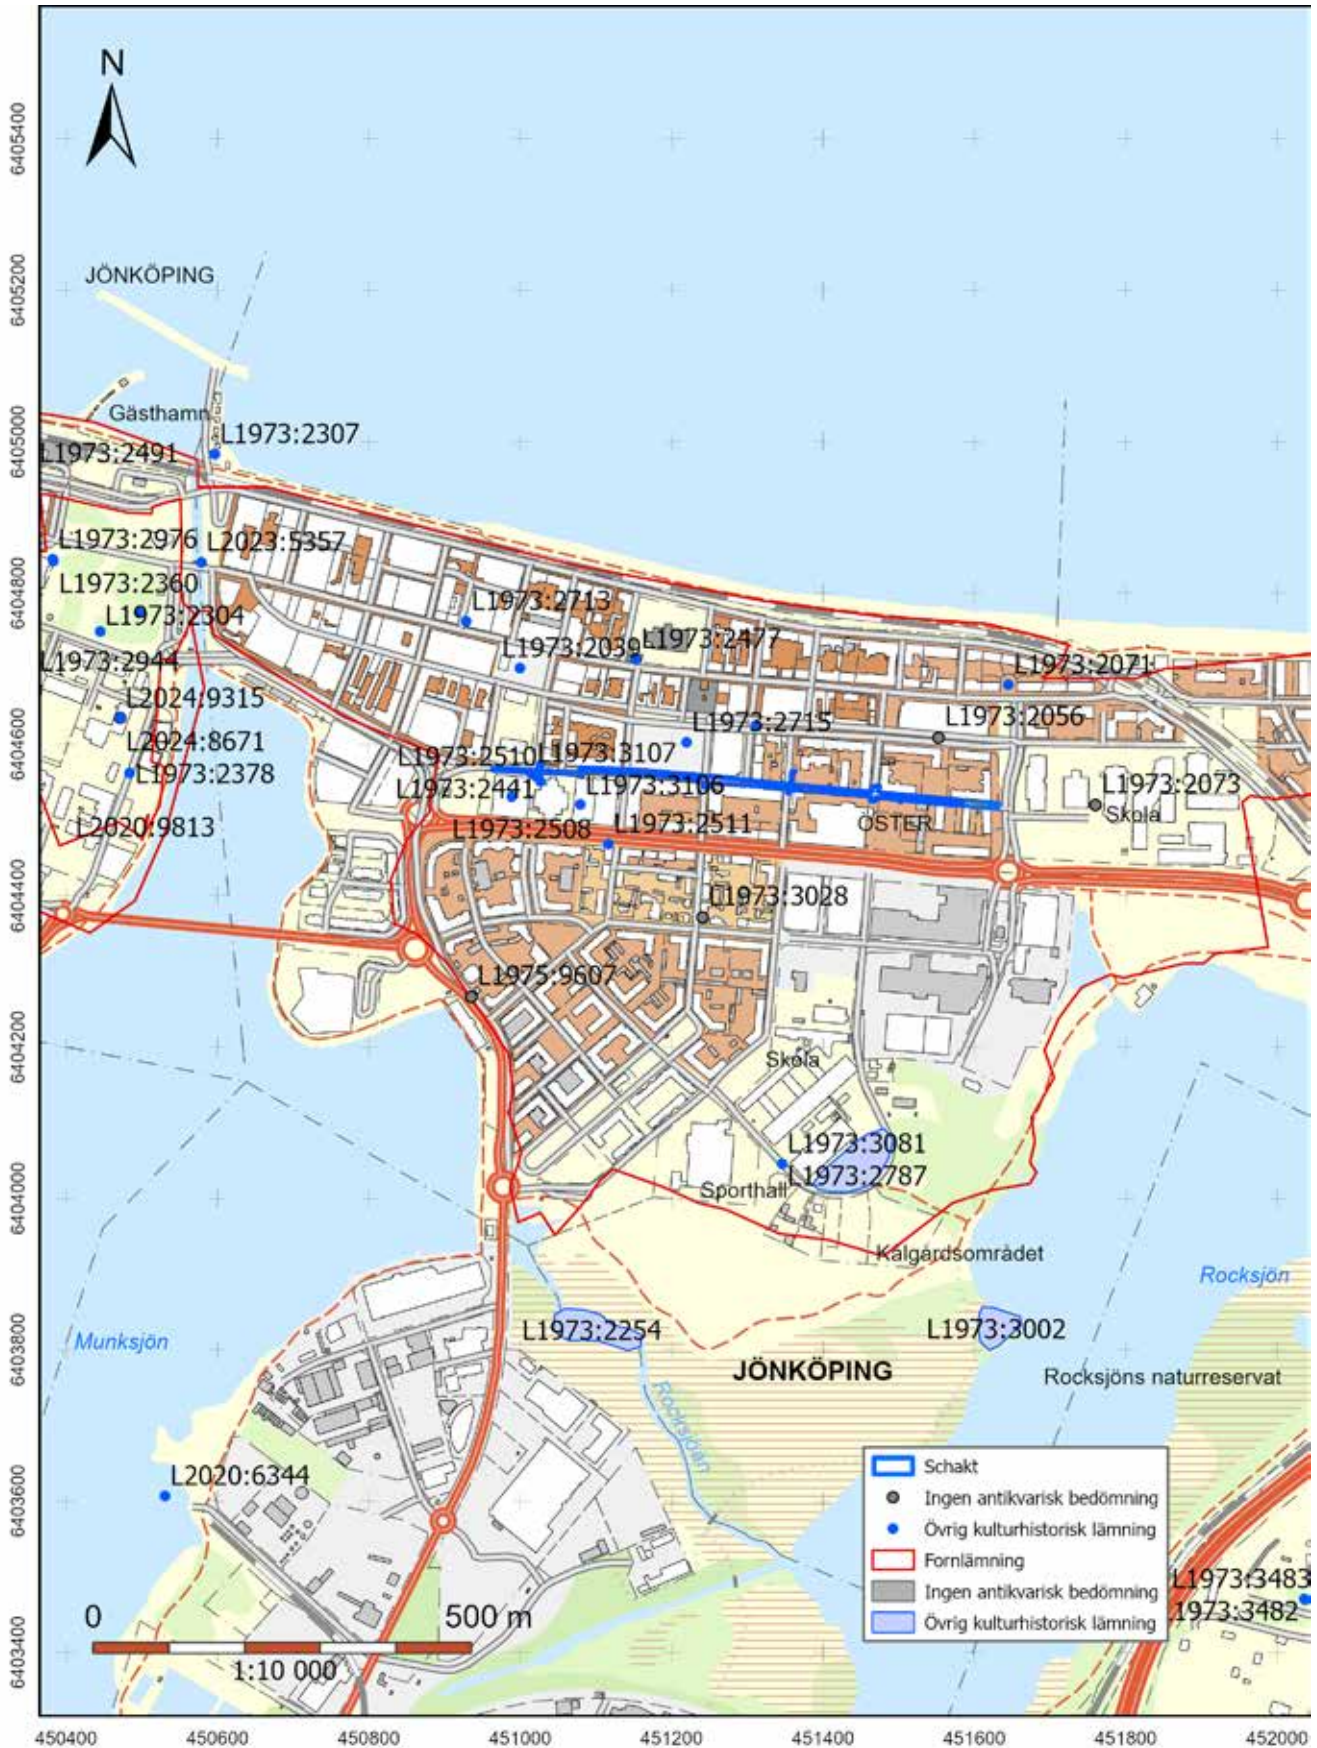 N
6405400
JÖNKÖPING
6405200
Gästhamn
L1973:2307
6405000
L1973:2491
L1973:2976
L2023:5357
L1973:2360
6404800
L1973:2713
L1973:2304
L1973:2039
L1973:2477
L1973:2944
L1973:2071
L2024:9315
L1973:2715
L1973:2056
6404600
L2024:8671
L1973:2510
L1973:3107
L1973:2378
L1973:2441
L1973:3106
L1973:2073
Skola
L2020:9813
L1973:2508
L1973:2511
ÖSTER
6404400
L1973:3028
L1975:9607
6404200
Skola
L1973:3081
L1973:2787
Sporthall
6404000
Kålgårdsområdet
Rocksjön
L1973:2254
L1973:3002
Munksjön
6403800
JÖNKÖPING
Rocksjöns naturreservat
Rocksjöån
L2020:6344
6403600
Schakt
Ingen antikvarisk bedömning
Övrig kulturhistorisk lämning
Fornlämning
Ingen antikvarisk bedömning
Övrig kulturhistorisk lämning
L1973:3483
1973:3482
0 500 m
1:10 000
6403400
450400 450600 450800 451000 451200 451400 451600 451800 452000